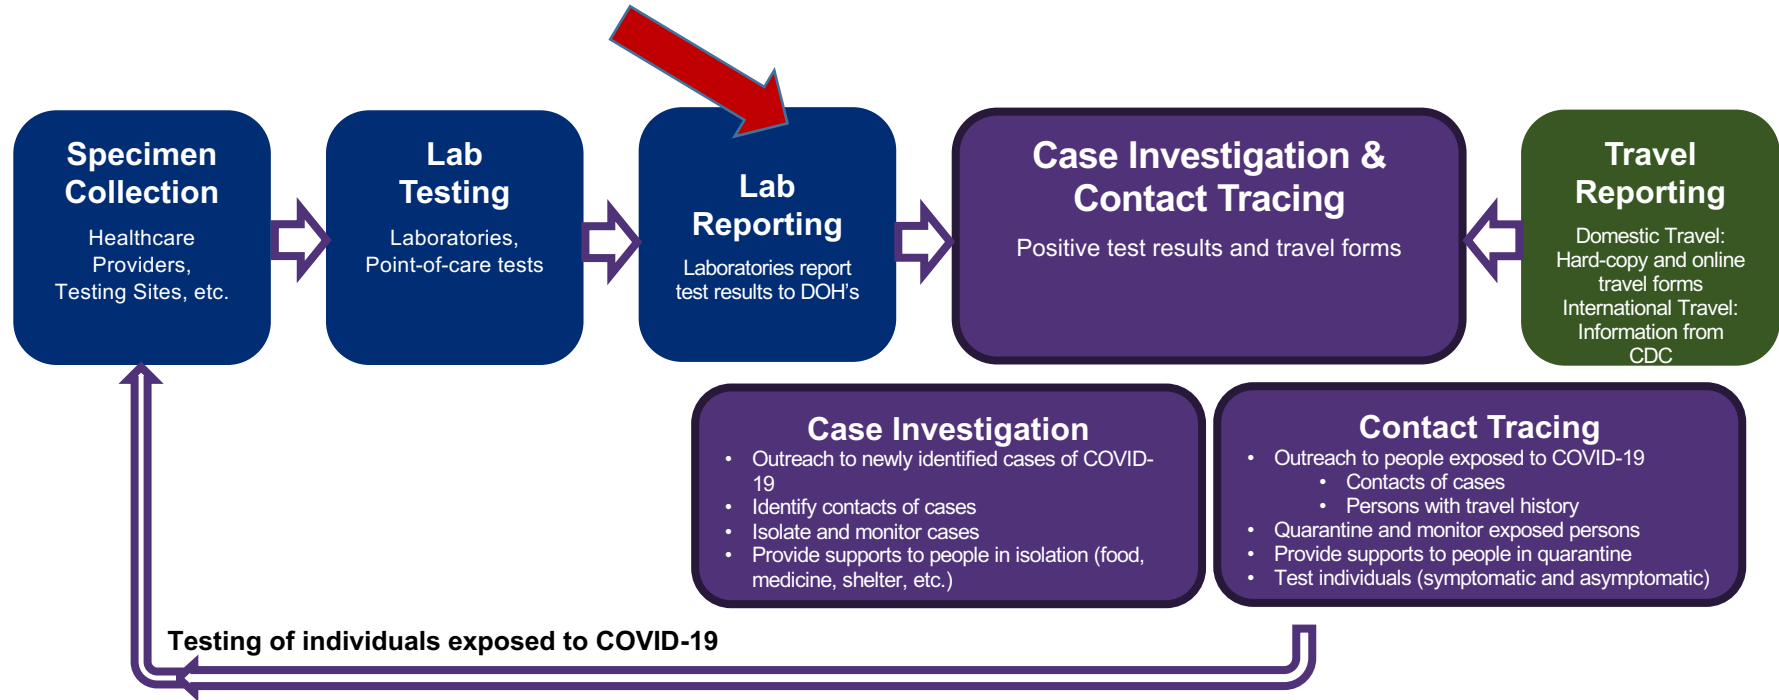 Specimen
Collection
Healthcare
Providers,
Testing Sites, etc.
Lab
Testing
Laboratories,
Point-of-care tests
Lab
Reporting
Laboratories report
test results to DOH’s
Case Investigation &
Contact Tracing
Positive test results and travel forms
Travel
Reporting
Domestic Travel:
Hard-copy and online
travel forms
International Travel:
Information from
CDC
Case Investigation
• Outreach to newly identified cases of COVID-
19
• Identify contacts of cases
• Isolate and monitor cases
• Provide supports to people in isolation (food,
medicine, shelter, etc.)
Contact Tracing
• Outreach to people exposed to COVID-19
• Contacts of cases
• Persons with travel history
• Quarantine and monitor exposed persons
• Provide supports to people in quarantine
• Test individuals (symptomatic and asymptomatic)
Testing of individuals exposed to COVID-19